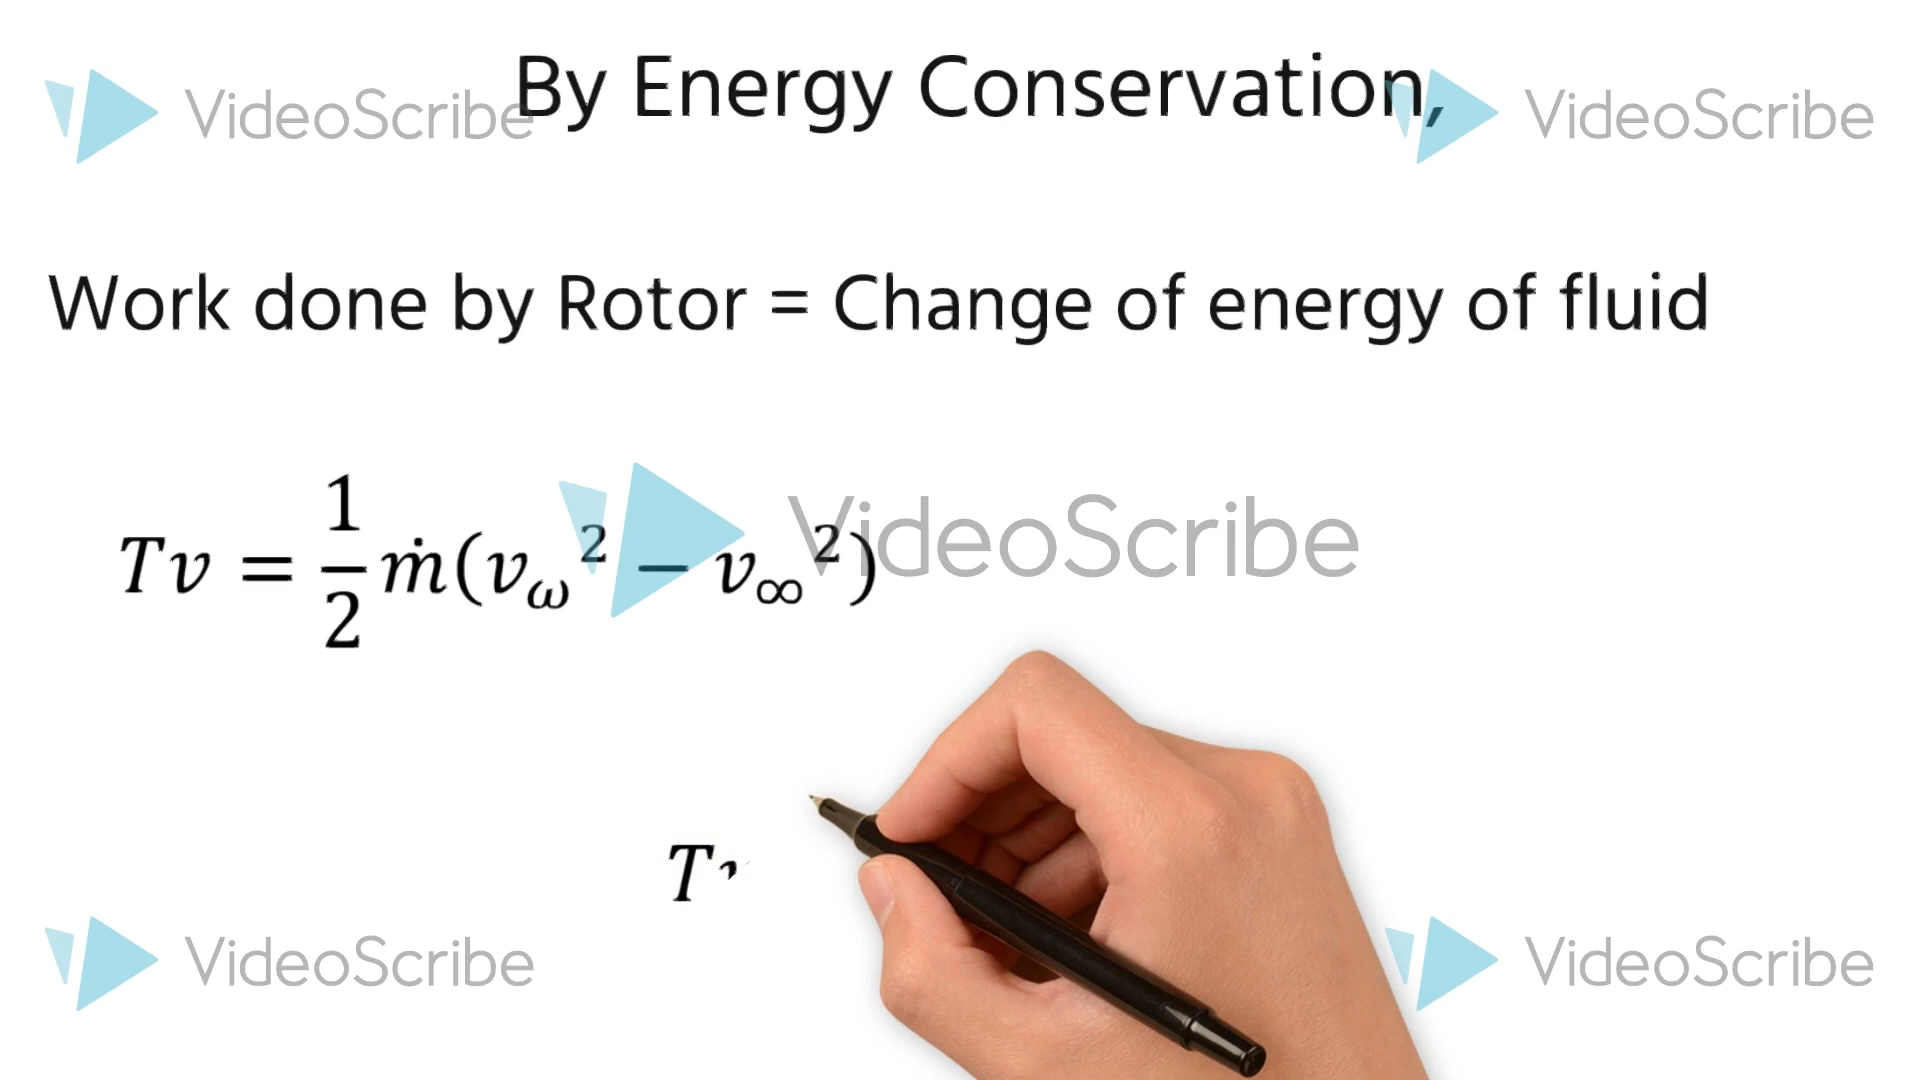 By Energy Conservation,
VideoScribe VideoScribe
Work done by Rotor = Change of energy of fluid
Tv = 1/2 ṁ(v_ω² − v_∞²)
VideoScribe
T
VideoScribe VideoScribe